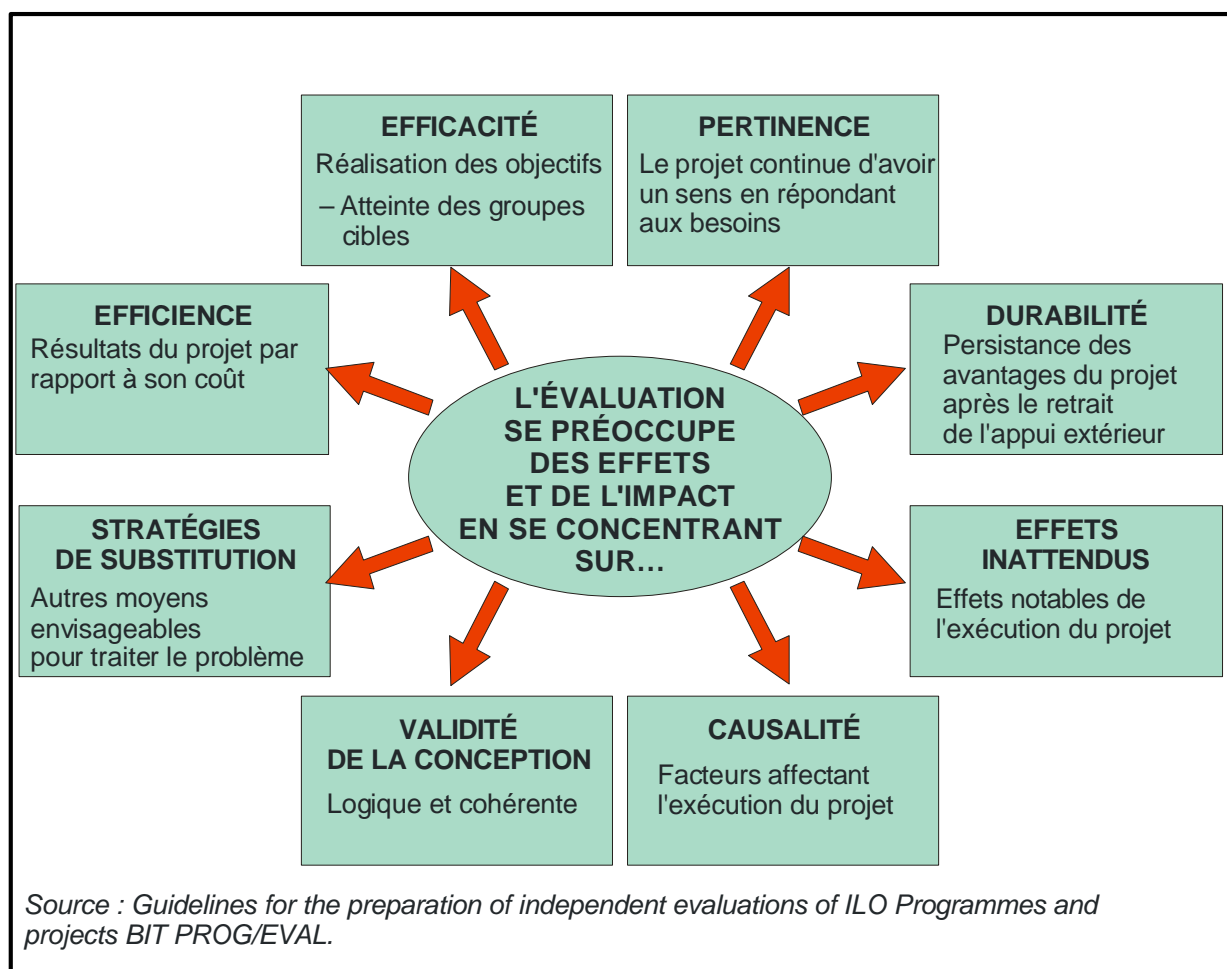 EFFICACITÉ
Réalisation des objectifs
– Atteinte des groupes
cibles
PERTINENCE
Le projet continue d'avoir
un sens en répondant
aux besoins
EFFICIENCE
Résultats du projet par
rapport à son coût
DURABILITÉ
Persistance des
avantages du projet
après le retrait
de l'appui extérieur
L'ÉVALUATION
SE PRÉOCCUPE
DES EFFETS
ET DE L'IMPACT
EN SE CONCENTRANT
SUR...
STRATÉGIES
DE SUBSTITUTION
Autres moyens
envisageables
pour traiter le problème
EFFETS
INATTENDUS
Effets notables de
l'exécution du projet
VALIDITÉ
DE LA CONCEPTION
Logique et cohérente
CAUSALITÉ
Facteurs affectant
l'exécution du projet
Source : Guidelines for the preparation of independent evaluations of ILO Programmes and
projects BIT PROG/EVAL.